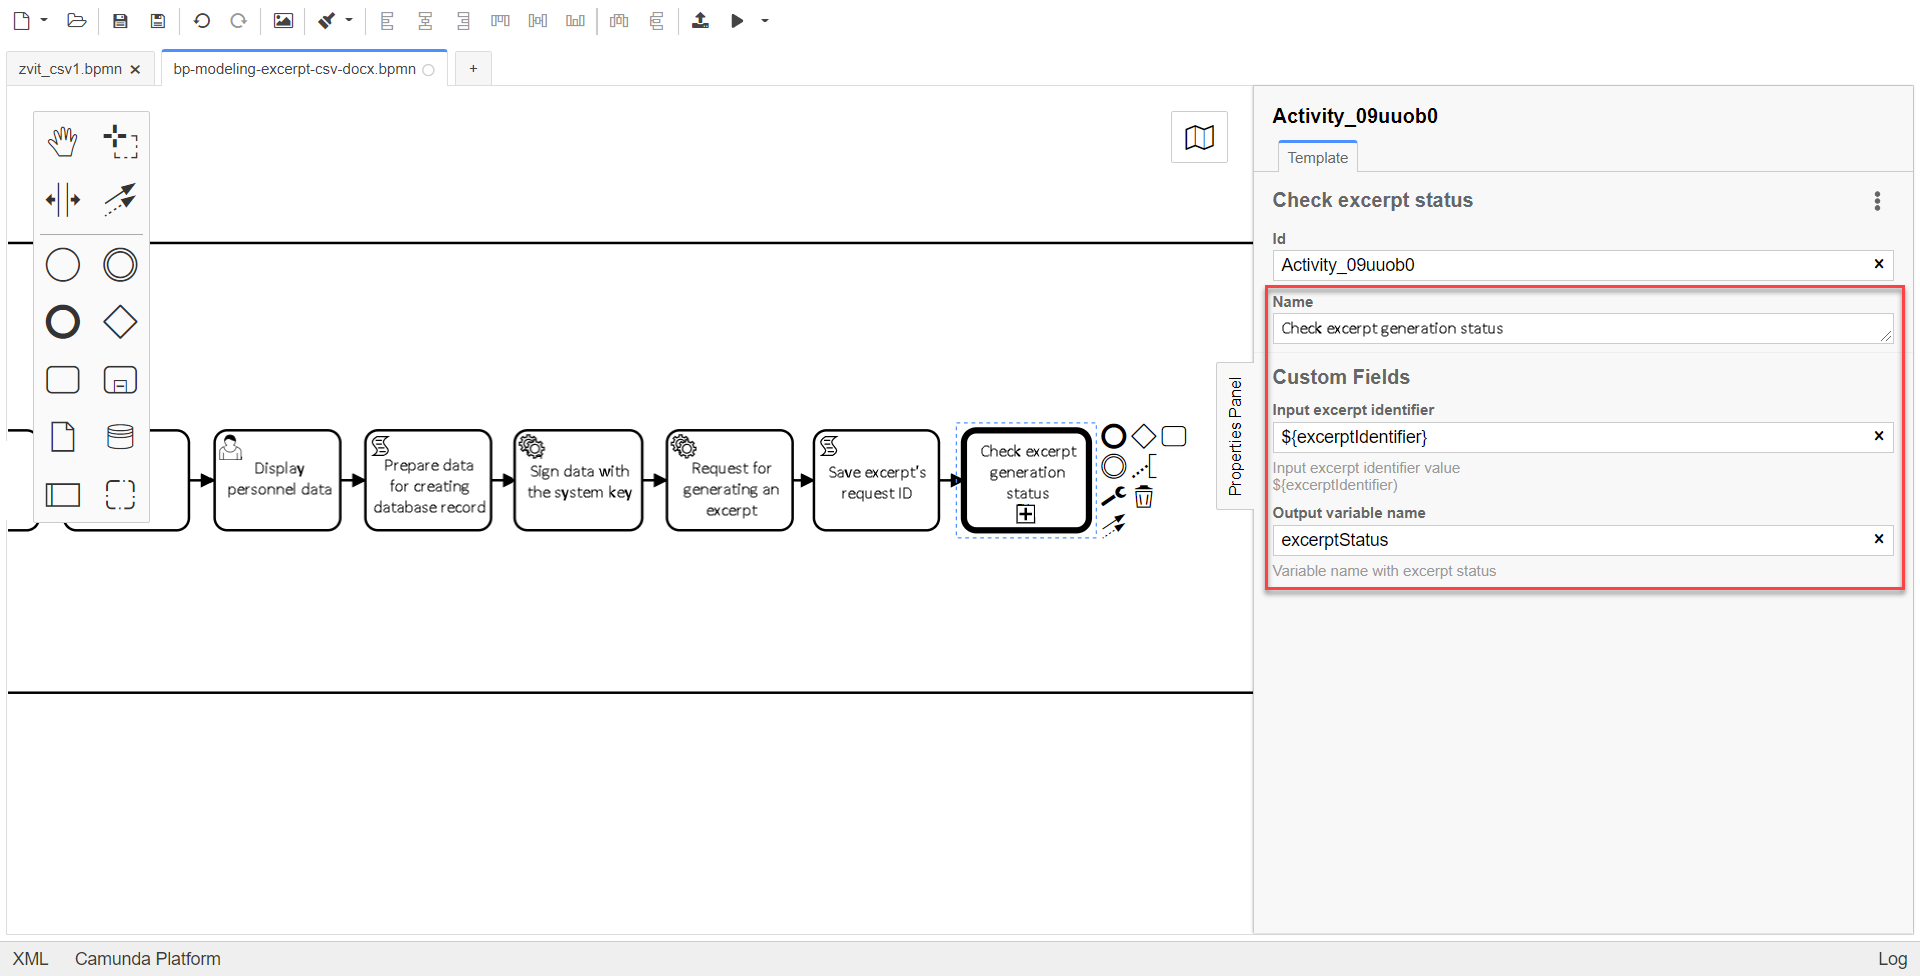 zvit_csv1.bpmn
bp-modeling-excerpt-csv-docx.bpmn
+
Display
personnel data
Prepare data
for creating
database record
Sign data with
the system key
Request for
generating an
excerpt
Save excerpt's
request ID
Check excerpt
generation
status
Properties Panel
Activity_09uuob0
Template
Check excerpt status
Id
Activity_09uuob0
Name
Check excerpt generation status
Custom Fields
Input excerpt identifier
${excerptIdentifier}
Input excerpt identifier value
${excerptIdentifier)
Output variable name
excerptStatus
Variable name with excerpt status
XML
Camunda Platform
Log